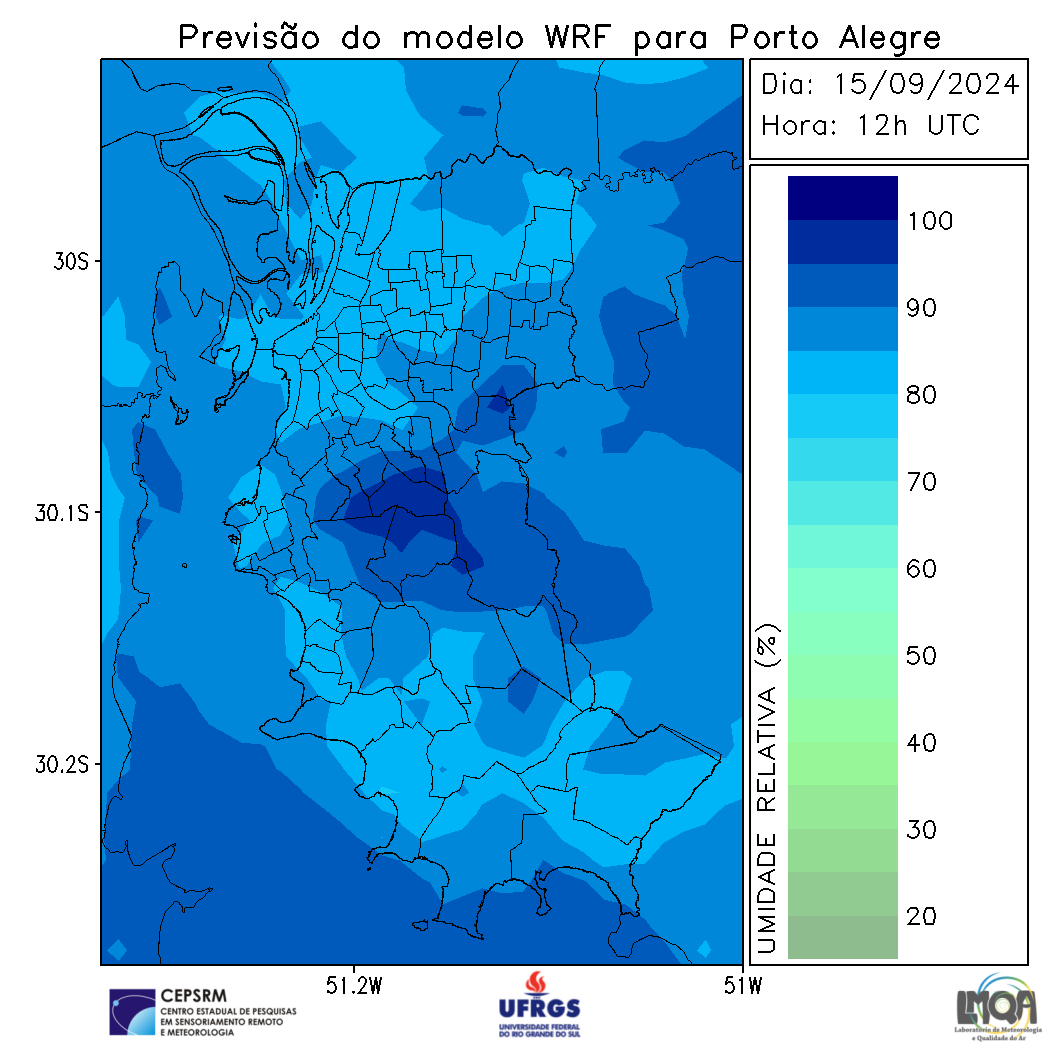 Previsão do modelo WRF para Porto Alegre
Dia: 15/09/2024
Hora: 12h UTC
30S
30.1S
30.2S
51.2W
51W
UMIDADE RELATIVA (%)
100
90
80
70
60
50
40
30
20
CEPSRM
CENTRO ESTADUAL DE PESQUISAS
EM SENSORIAMENTO REMOTO
E METEOROLOGIA
UFRGS
UNIVERSIDADE FEDERAL
DO RIO GRANDE DO SUL
LMQA
Laboratório de Meteorologia
e Qualidade do Ar